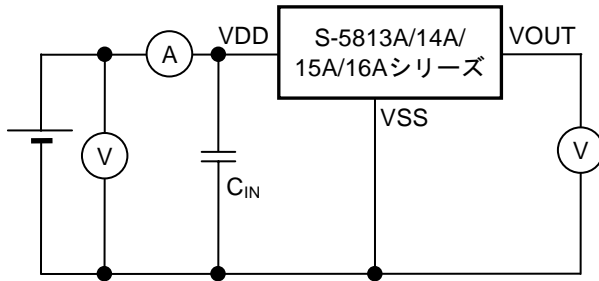 A
VDD
S-5813A/14A/
15A/16Aシリーズ
VOUT
VSS
V
CIN
V